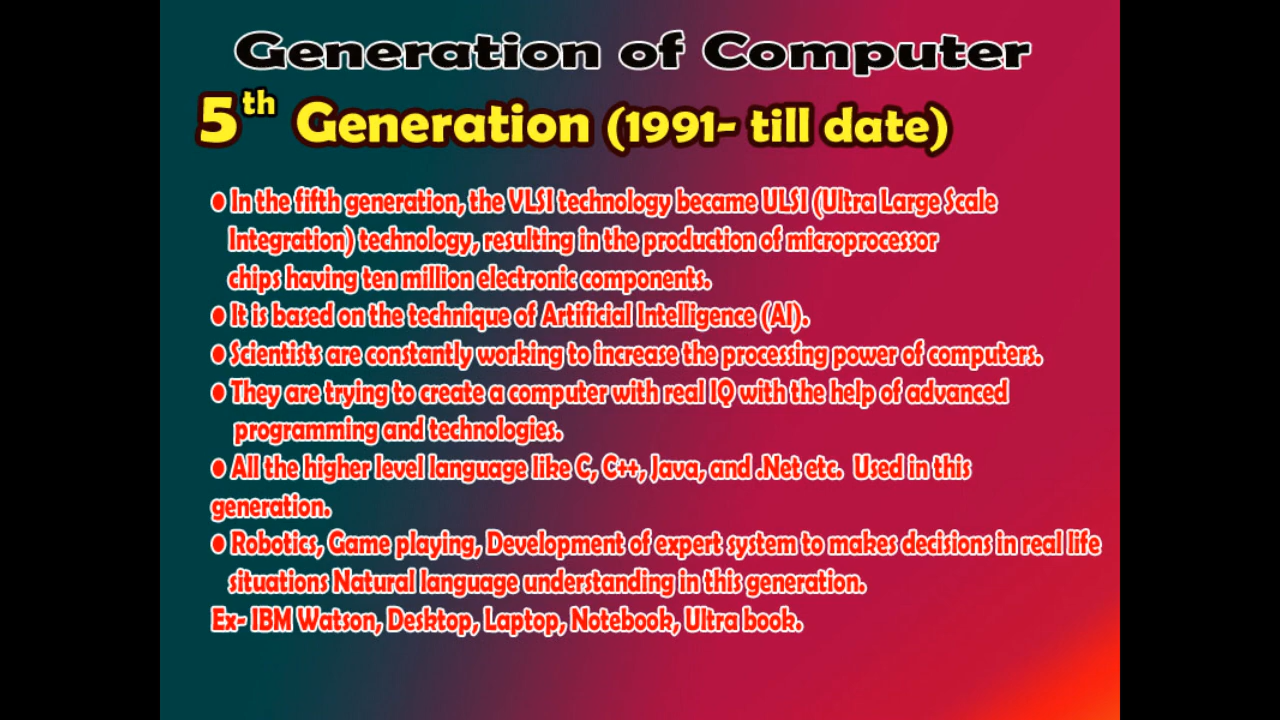 Generation of Computer
5th Generation (1991- till date)
• In the fifth generation, the VLSI technology became ULSI (Ultra Large Scale
Integration) technology, resulting in the production of microprocessor
chips having ten million electronic components.
• It is based on the technique of Artificial Intelligence (AI).
• Scientists are constantly working to increase the processing power of computers.
• They are trying to create a computer with real IQ with the help of advanced
programming and technologies.
• All the higher level language like C, C++, Java, and .Net etc. Used in this
generation.
• Robotics, Game playing, Development of expert system to makes decisions in real life
situations Natural language understanding in this generation.
Ex- IBM Watson, Desktop, Laptop, Notebook, Ultra book.